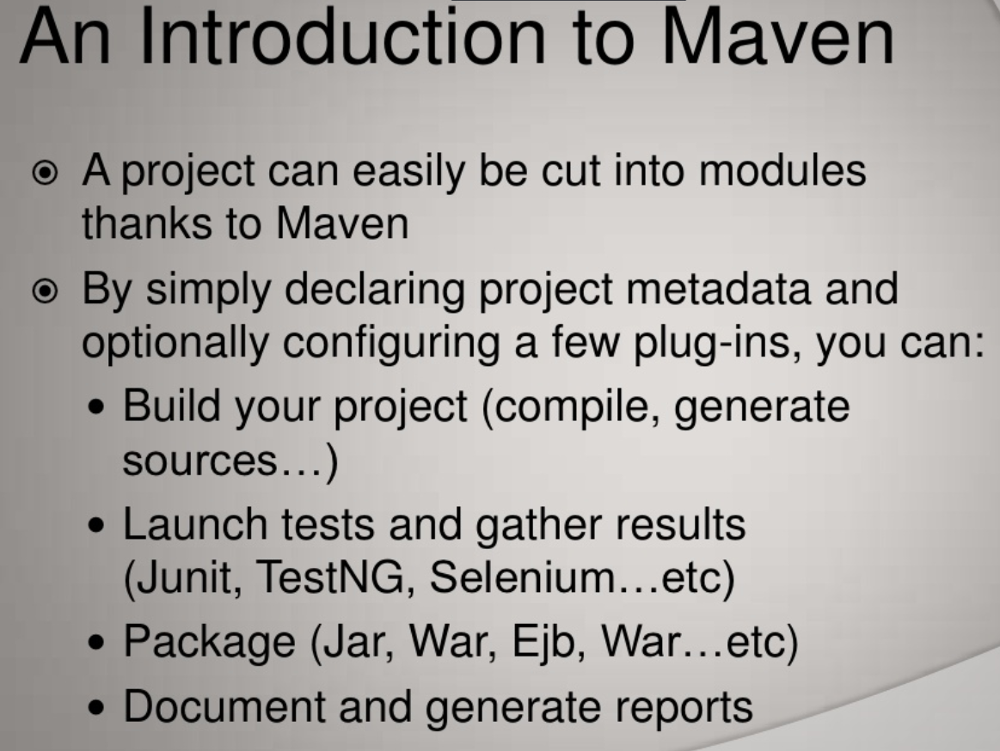 An Introduction to Maven
A project can easily be cut into modules
thanks to Maven
By simply declaring project metadata and
optionally configuring a few plug-ins, you can:
• Build your project (compile, generate
sources…)
• Launch tests and gather results
(Junit, TestNG, Selenium…etc)
• Package (Jar, War, Ejb, War…etc)
• Document and generate reports